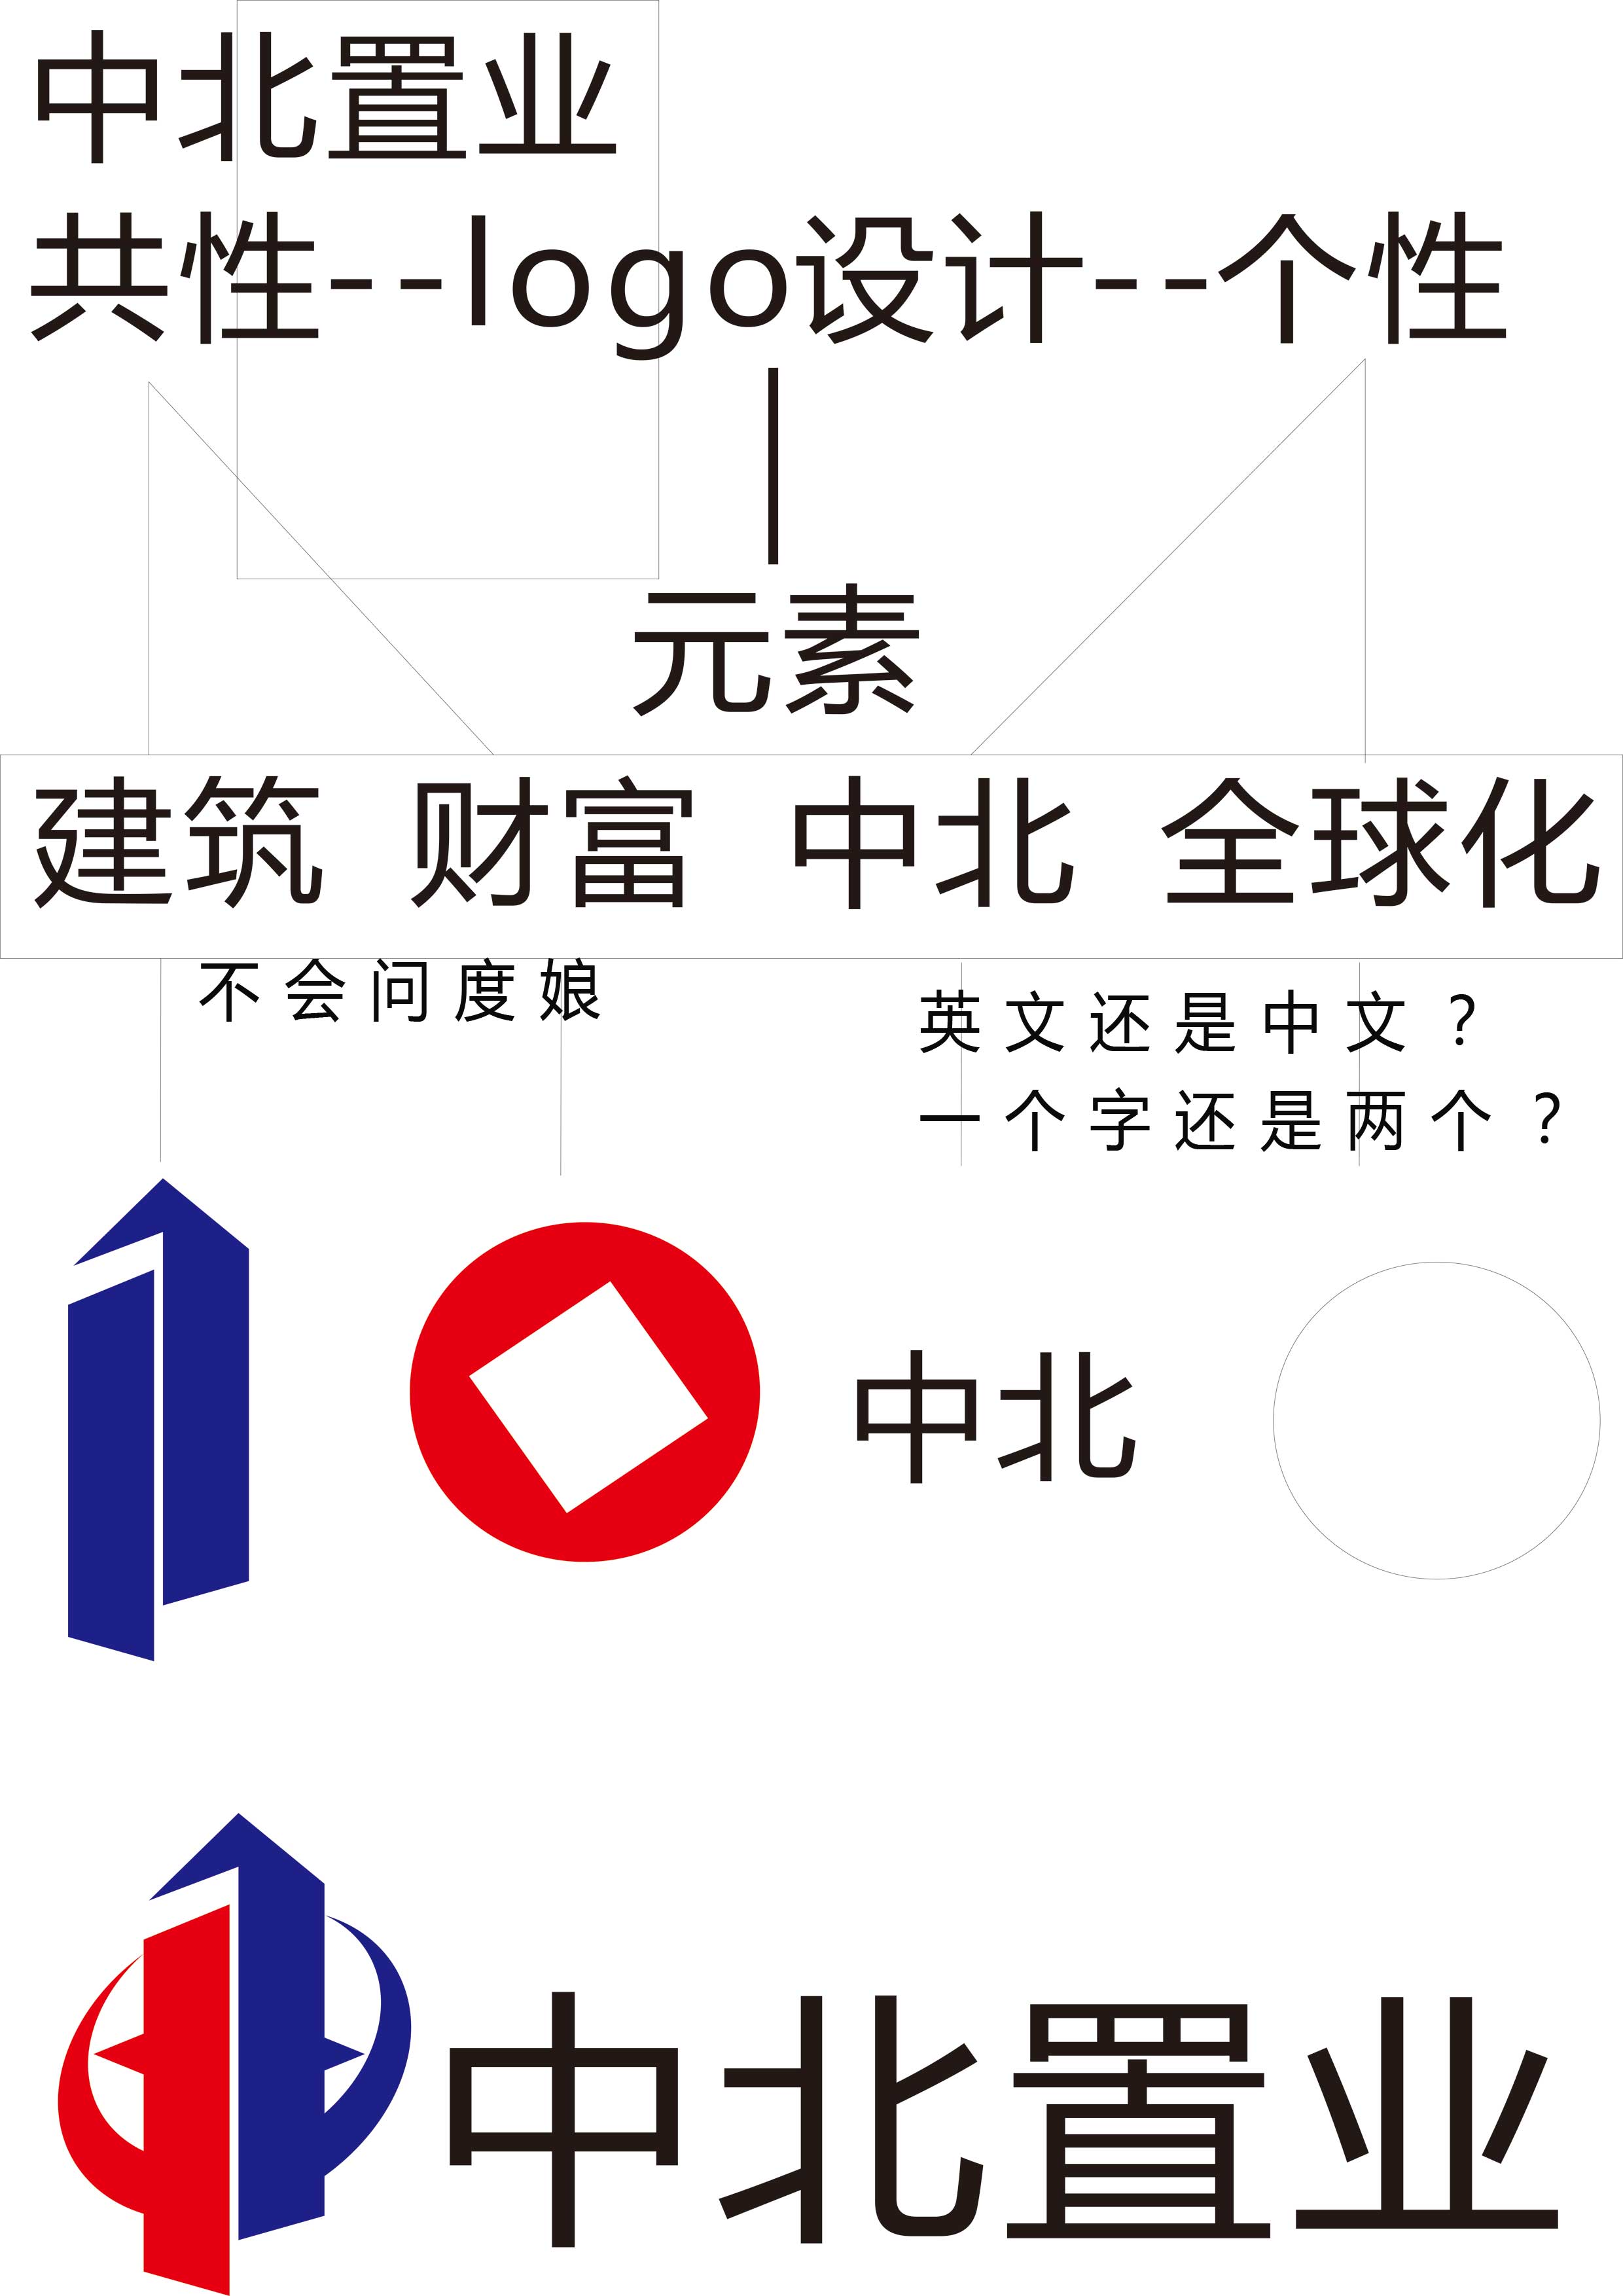 中北置业
共性--logo设计--个性
元素
建筑 财富 中北 全球化
不会问度娘
英文还是中文？
一个字还是两个？
中北
中北置业